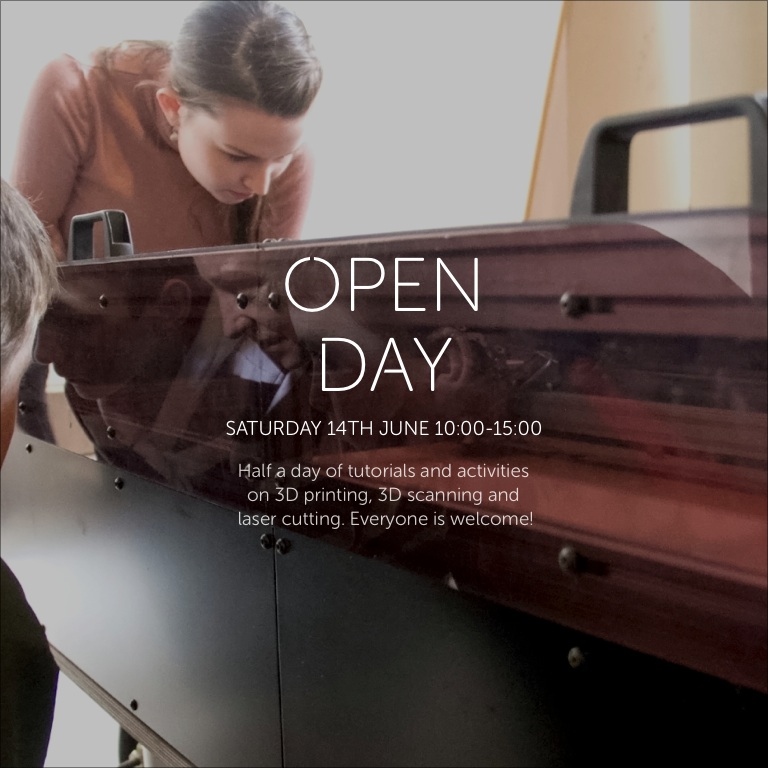 OPEN
DAY
SATURDAY 14TH JUNE 10:00-15:00
Half a day of tutorials and activities
on 3D printing, 3D scanning and
laser cutting. Everyone is welcome!